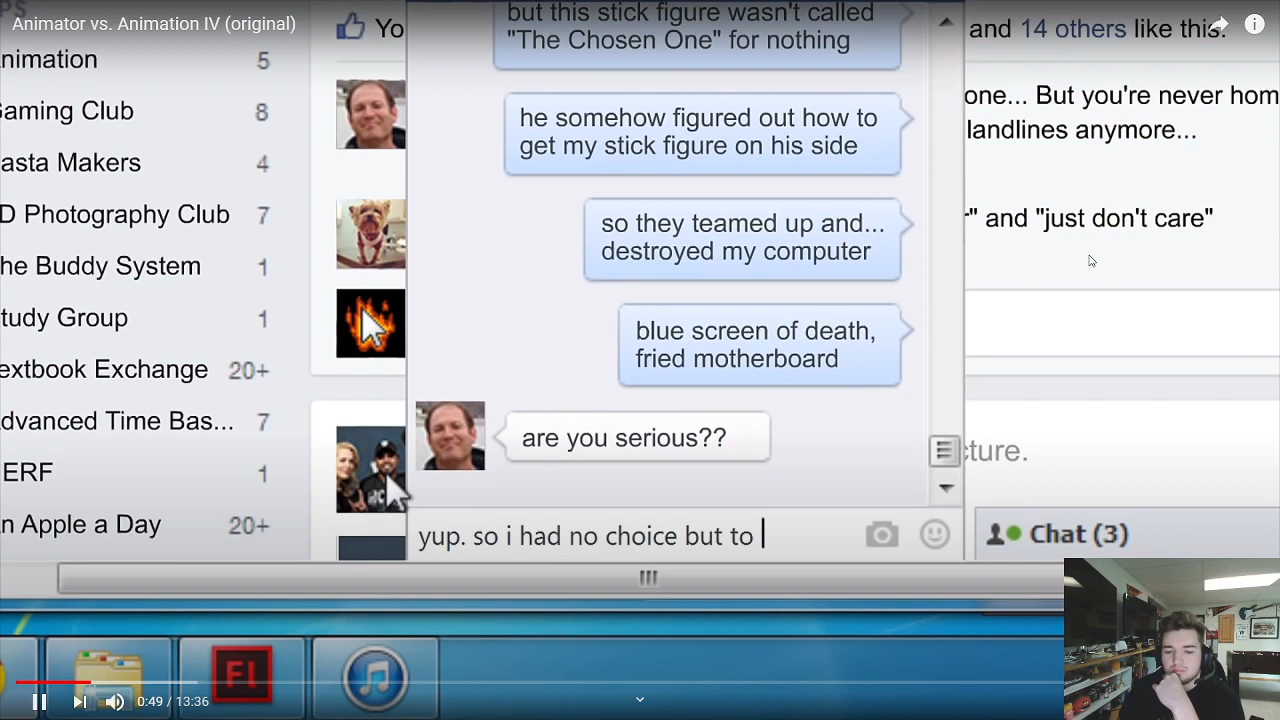 Animator vs. Animation IV (original)
nimation 5
Gaming Club 8
asta Makers 4
D Photography Club 7
he Buddy System 1
tudy Group 1
extbook Exchange 20+
dvanced Time Bas... 7
ERF 1
n Apple a Day 20+
Yo
but this stick figure wasn't called
"The Chosen One" for nothing
he somehow figured out how to
get my stick figure on his side
so they teamed up and...
destroyed my computer
blue screen of death,
fried motherboard
are you serious??
yup. so i had no choice but to
and 14 others like this.
one... But you're never hom
landlines anymore...
" and "just don't care"
cture.
Chat (3)
Fl
0:49 / 13:36